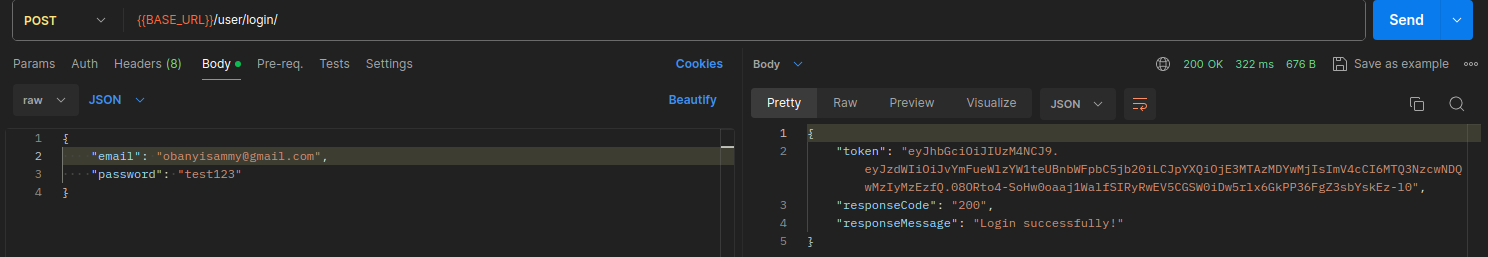 POST {{BASE_URL}}/user/login/ Send
Params Auth Headers (8) Body Pre-req. Tests Settings Cookies
raw JSON Beautify
1 {
2 "email": "obanyisammy@gmail.com",
3 "password": "test123"
4 }
Body 200 OK 322 ms 676 B Save as example
Pretty Raw Preview Visualize JSON
1 {
2 "token": "eyJhbGciOiJIUzM4NCJ9.
eyJzdWIiOiJvYmFueWlzYW1teUBnbWFpbC5jb20iLCJpYXQiOjE3MTAzMDYwMjIsImV4cCI6MTQ3NzcwNDQ
wMzIyMzEzfQ.08ORto4-SoHw0oaaj1WalfSIRyRwEV5CGSW0iDw5rlx6GkPP36FgZ3sbYskEz-l0",
3 "responseCode": "200",
4 "responseMessage": "Login successfully!"
5 }